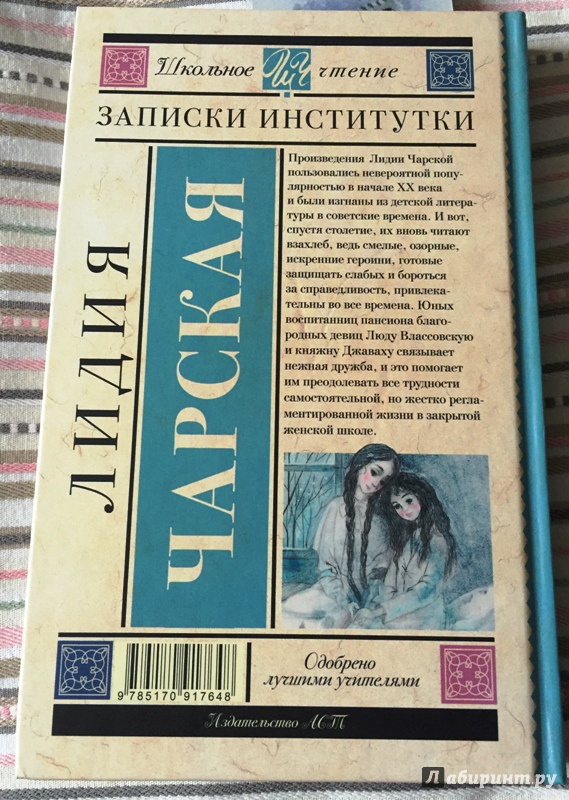 Школьное ШЧ чтение
ЗАПИСКИ ИНСТИТУТКИ
ЛИДИЯ
ЧАРСКАЯ
Произведения Лидии Чарской
пользовались невероятной попу-
лярностью в начале XX века
и были изгнаны из детской литера-
туры в советские времена. И вот,
спустя столетие, их вновь читают
взахлеб, ведь смелые, озорные,
искренние героини, готовые
защищать слабых и бороться
за справедливость, привлека-
тельны во все времена. Юных
воспитанниц пансиона благо-
родных девиц Люду Влассовскую
и княжну Джаваху связывает
нежная дружба, и это помогает
им преодолевать все трудности
самостоятельной, но жестко регла-
ментированной жизни в закрытой
женской школе.
9 785170 917648
Одобрено
лучшими учителями
Издательство АСТ
Лабиринт.ру